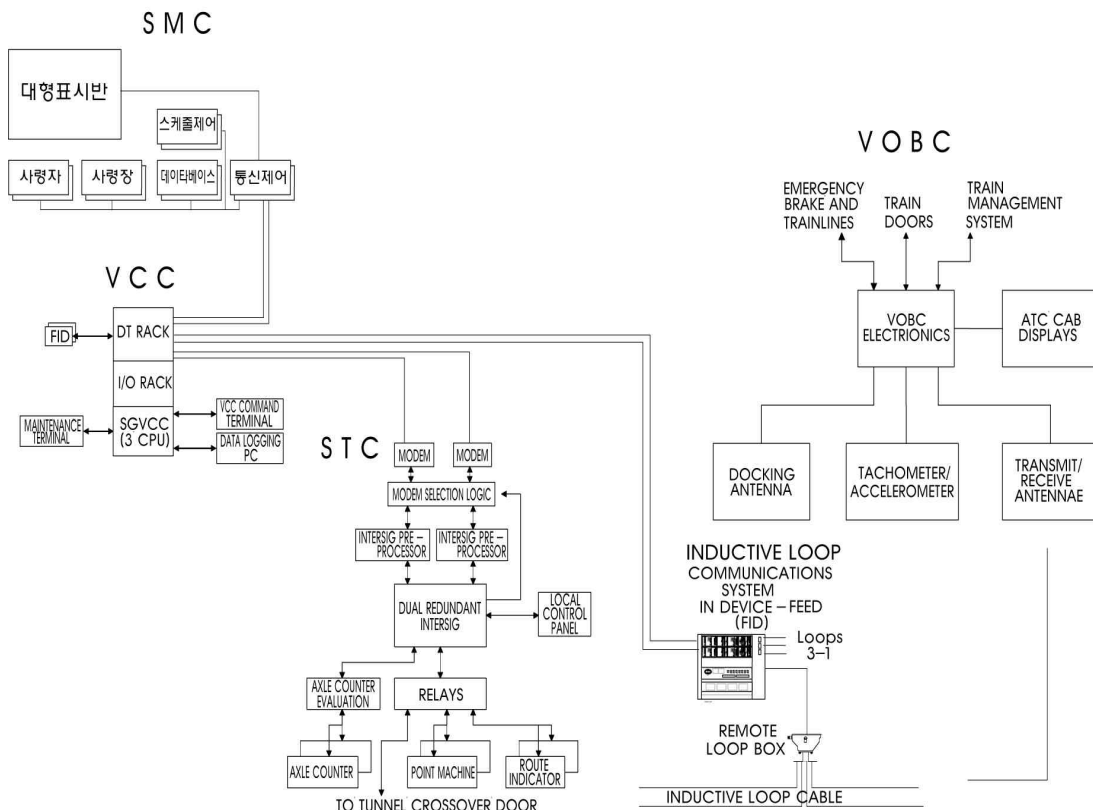 SMC
대형표시반
스케줄제어
사령자
사령장
데이타베이스
통신제어
VCC
FID
DT RACK
I/O RACK
MAINTENANCE
TERMINAL
SGVCC
(3 CPU)
VCC COMMAND
TERMINAL
DATA LOGGING
PC
STC
MODEM
MODEM
MODEM SELECTION LOGIC
INTERSIG PRE –
PROCESSOR
INTERSIG PRE –
PROCESSOR
DUAL REDUNDANT
INTERSIG
LOCAL
CONTROL
PANEL
AXLE COUNTER
EVALUATION
RELAYS
AXLE COUNTER
POINT MACHINE
ROUTE
INDICATOR
TO TUNNEL CROSSOVER DOOR
VOBC
EMERGENCY
BRAKE AND
TRAINLINES
TRAIN
DOORS
TRAIN
MANAGEMENT
SYSTEM
VOBC
ELECTRIONICS
ATC CAB
DISPLAYS
DOCKING
ANTENNA
TACHOMETER/
ACCELEROMETER
TRANSMIT/
RECEIVE
ANTENNAE
INDUCTIVE LOOP
COMMUNICATIONS
SYSTEM
IN DEVICE – FEED
(FID)
Loops
3–1
REMOTE
LOOP BOX
INDUCTIVE LOOP CABLE